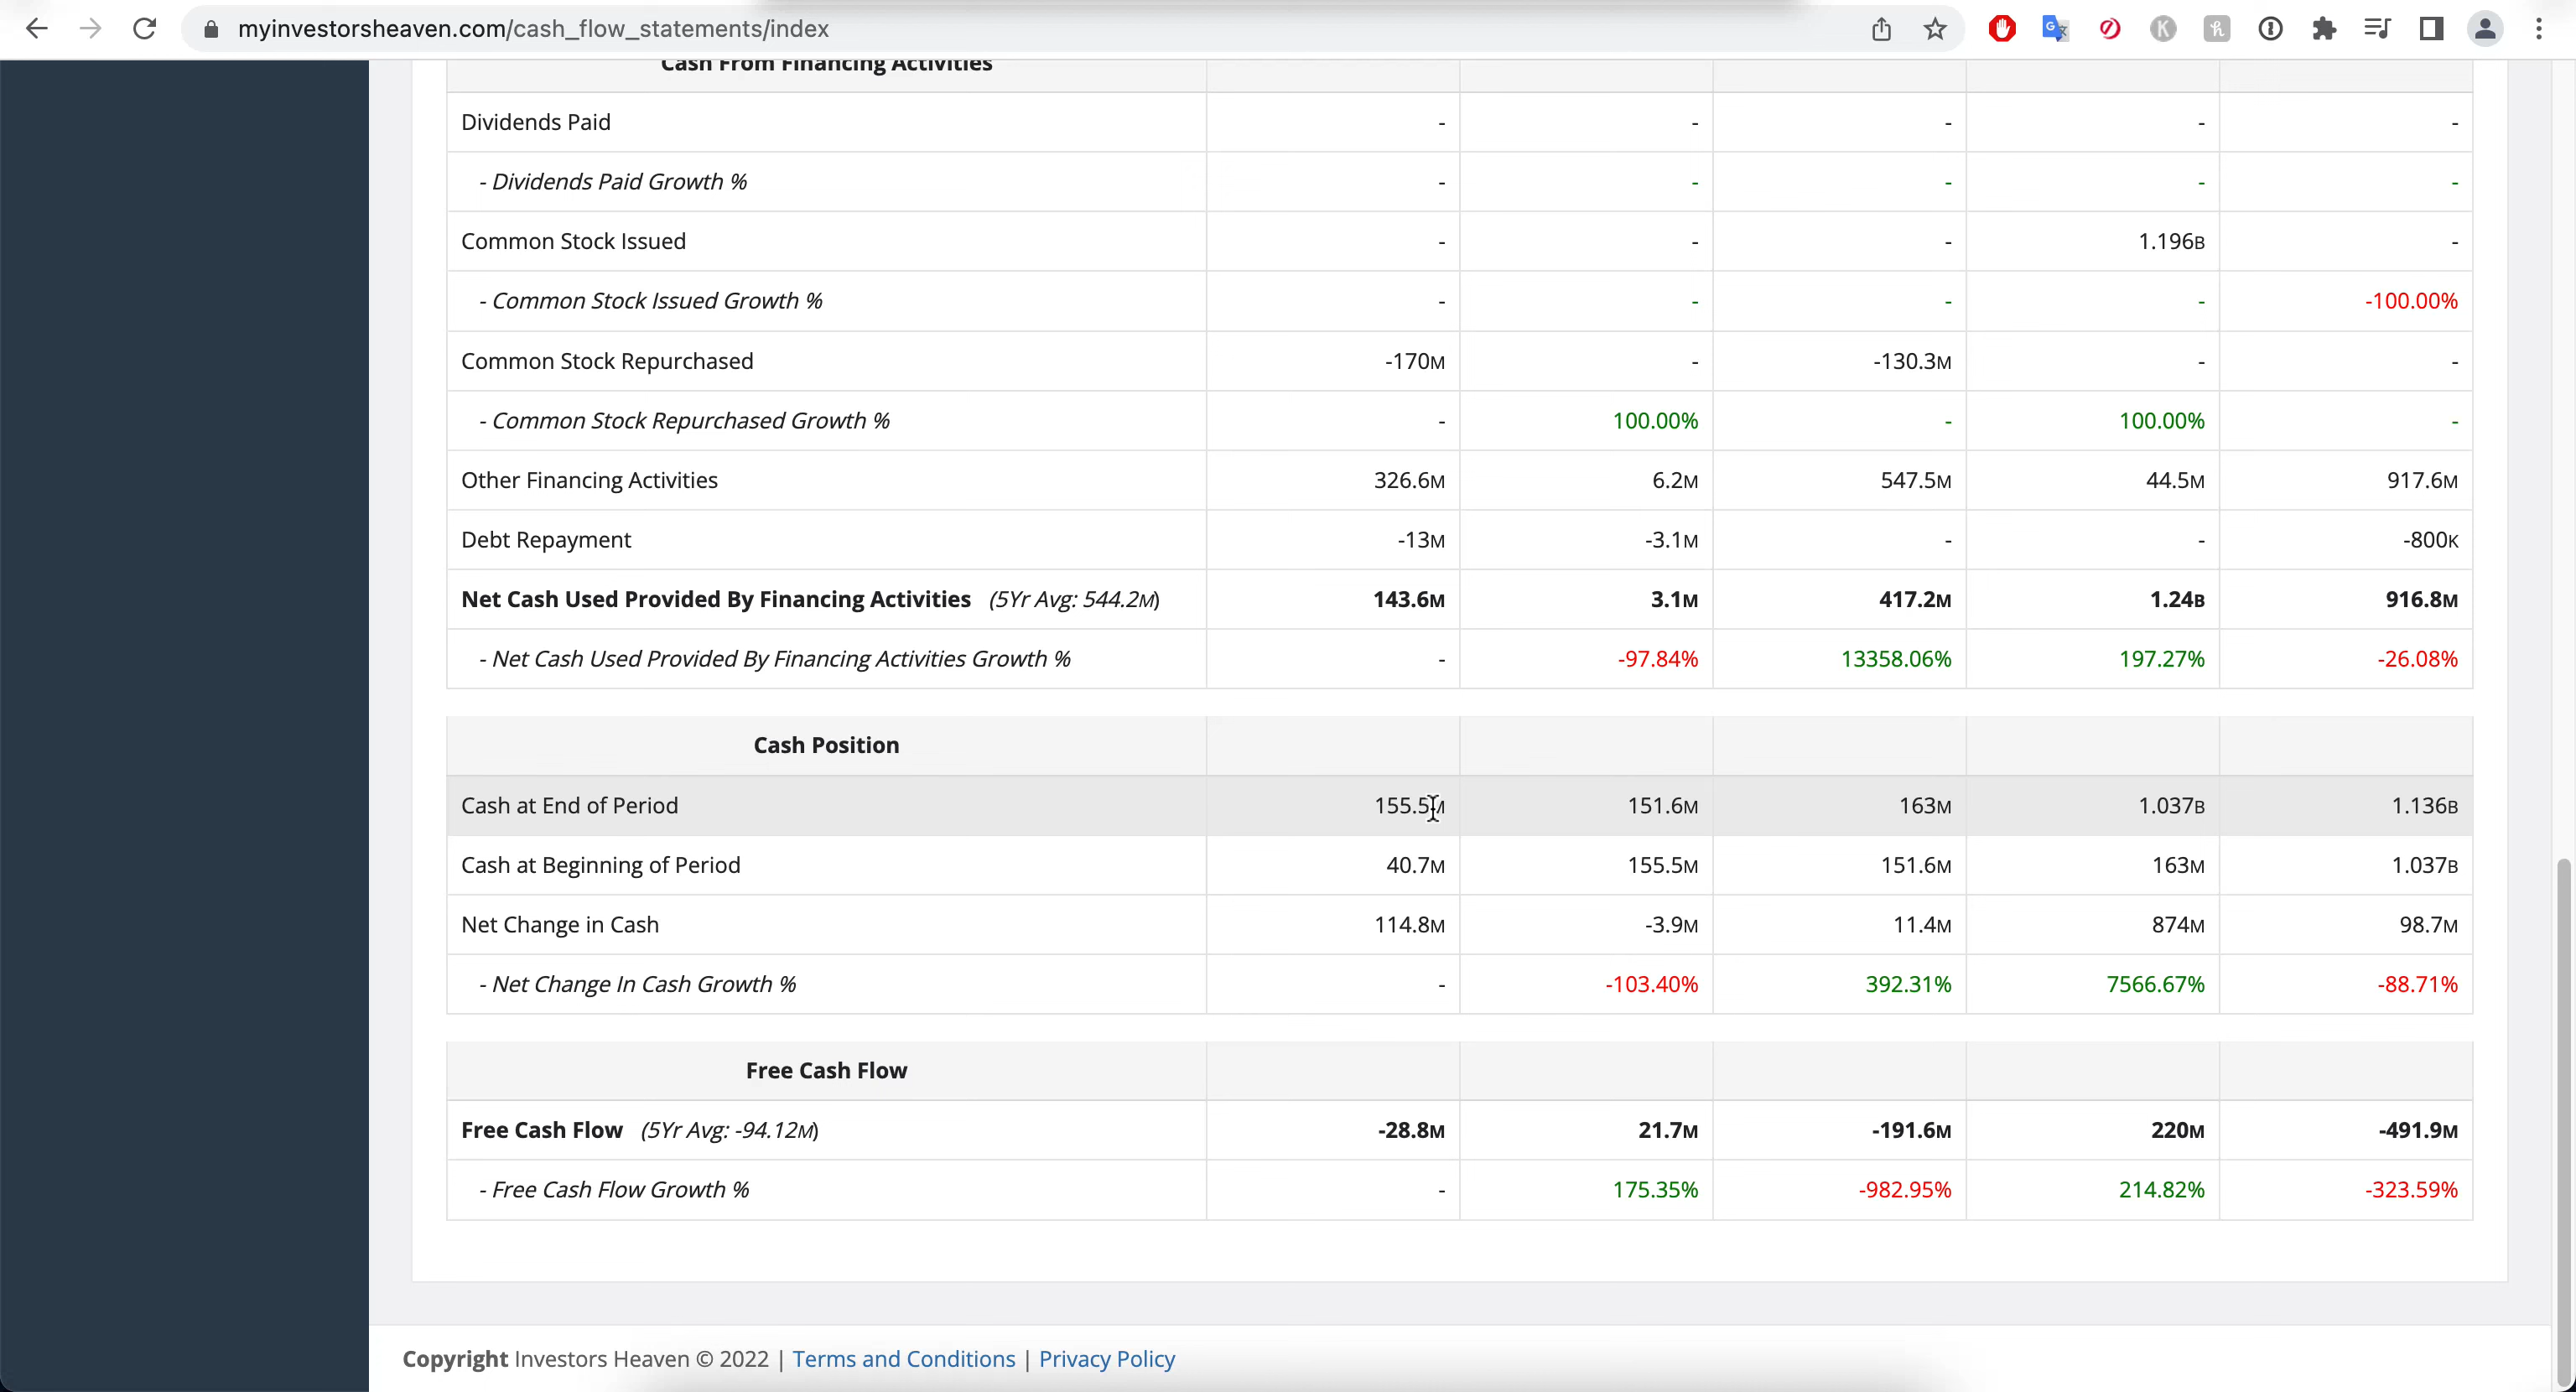 myinvestorsheaven.com/cash_flow_statements/index
Cash From Financing Activities
Dividends Paid - - - - -
- Dividends Paid Growth % - - - - -
Common Stock Issued - - - 1.196B -
- Common Stock Issued Growth % - - - - -100.00%
Common Stock Repurchased -170M - -130.3M - -
- Common Stock Repurchased Growth % - 100.00% - 100.00% -
Other Financing Activities 326.6M 6.2M 547.5M 44.5M 917.6M
Debt Repayment -13M -3.1M - - -800K
Net Cash Used Provided By Financing Activities (5Yr Avg: 544.2M) 143.6M 3.1M 417.2M 1.24B 916.8M
- Net Cash Used Provided By Financing Activities Growth % - -97.84% 13358.06% 197.27% -26.08%
Cash Position
Cash at End of Period 155.5M 151.6M 163M 1.037B 1.136B
Cash at Beginning of Period 40.7M 155.5M 151.6M 163M 1.037B
Net Change in Cash 114.8M -3.9M 11.4M 874M 98.7M
- Net Change In Cash Growth % - -103.40% 392.31% 7566.67% -88.71%
Free Cash Flow
Free Cash Flow (5Yr Avg: -94.12M) -28.8M 21.7M -191.6M 220M -491.9M
- Free Cash Flow Growth % - 175.35% -982.95% 214.82% -323.59%
Copyright Investors Heaven © 2022 | Terms and Conditions | Privacy Policy